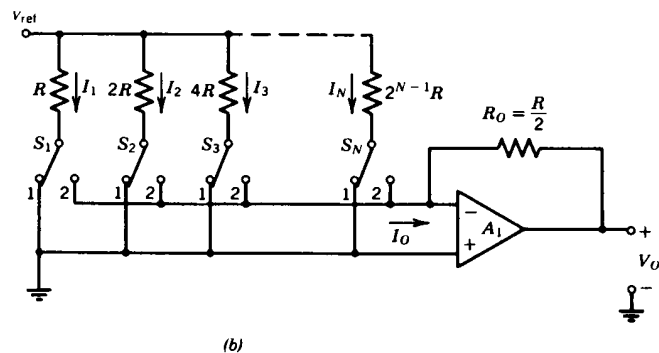 V_ref
R
I_1
2R
I_2
4R
I_3
I_N
2^{N−1}R
R_O = R/2
S_1
S_2
S_3
S_N
1 2
1 2
1 2
1 2
I_O
−
+
A_1
+
V_O
−
(b)